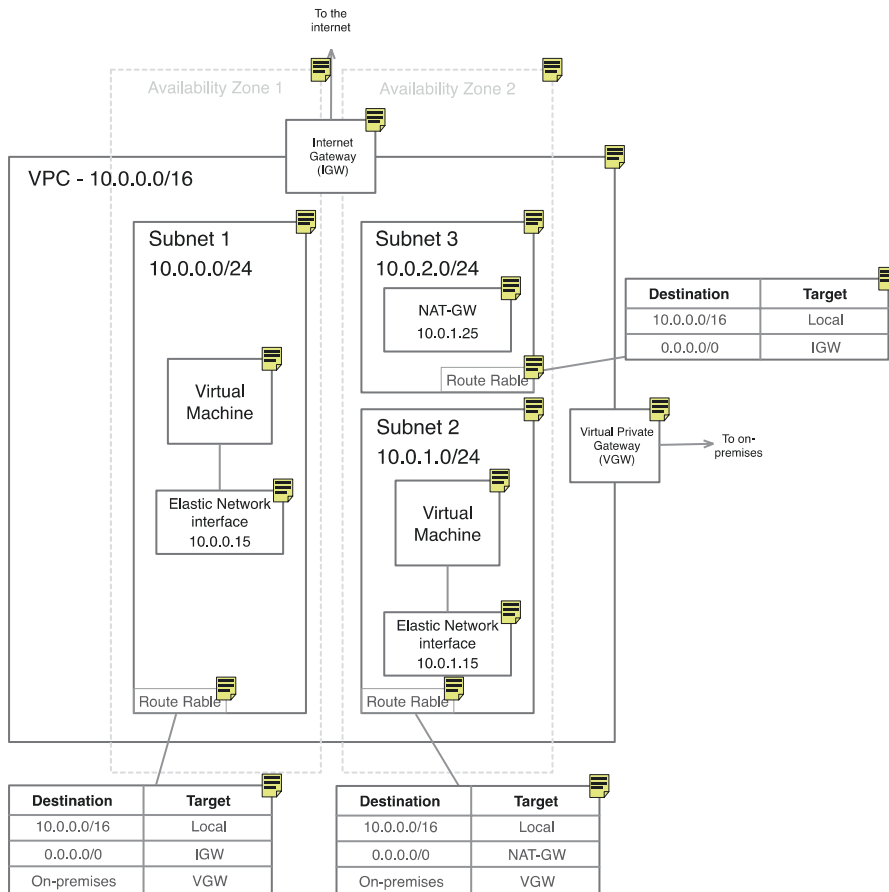 To the
internet
Availability Zone 1
Availability Zone 2
Internet
Gateway
(IGW)
VPC - 10.0.0.0/16
Subnet 1
10.0.0.0/24
Virtual
Machine
Elastic Network
interface
10.0.0.15
Route Rable
Subnet 3
10.0.2.0/24
NAT-GW
10.0.1.25
Route Rable
Subnet 2
10.0.1.0/24
Virtual
Machine
Elastic Network
interface
10.0.1.15
Route Rable
Destination Target
10.0.0.0/16 Local
0.0.0.0/0 IGW
Virtual Private
Gateway
(VGW)
To on-
premises
Destination Target
10.0.0.0/16 Local
0.0.0.0/0 IGW
On-premises VGW
Destination Target
10.0.0.0/16 Local
0.0.0.0/0 NAT-GW
On-premises VGW